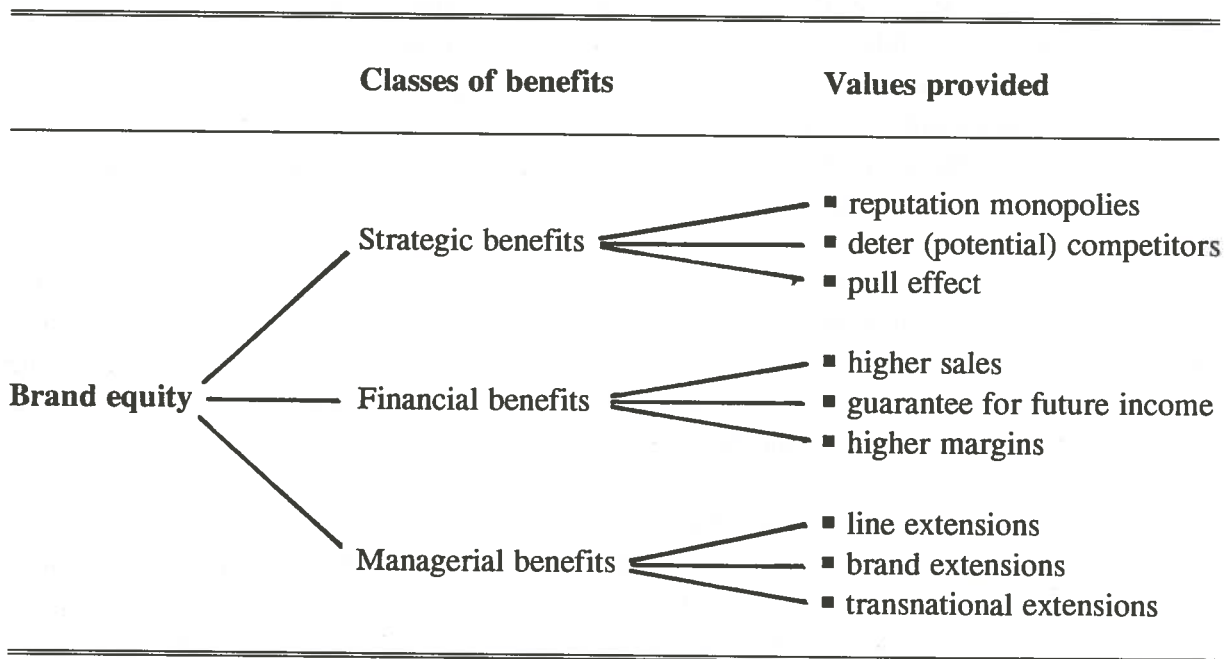 Classes of benefits Values provided
■ reputation monopolies
Strategic benefits ■ deter (potential) competitors
■ pull effect
■ higher sales
Brand equity Financial benefits ■ guarantee for future income
■ higher margins
■ line extensions
Managerial benefits ■ brand extensions
■ transnational extensions